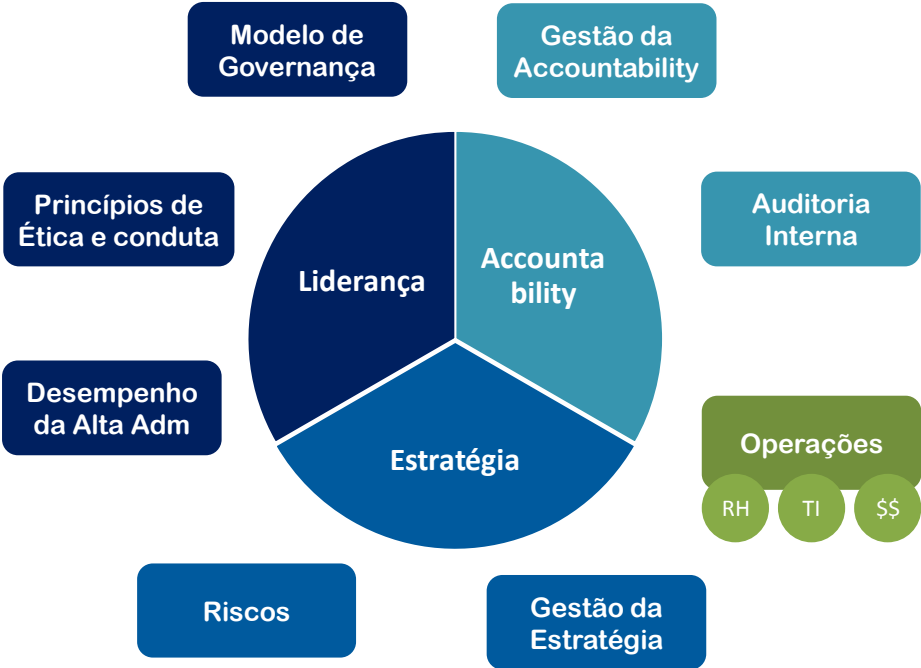 Modelo de
Governança
Gestão da
Accountability
Princípios de
Ética e conduta
Auditoria
Interna
Liderança
Accounta
bility
Desempenho
da Alta Adm
Estratégia
Operações
RH
TI
$$
Riscos
Gestão da
Estratégia